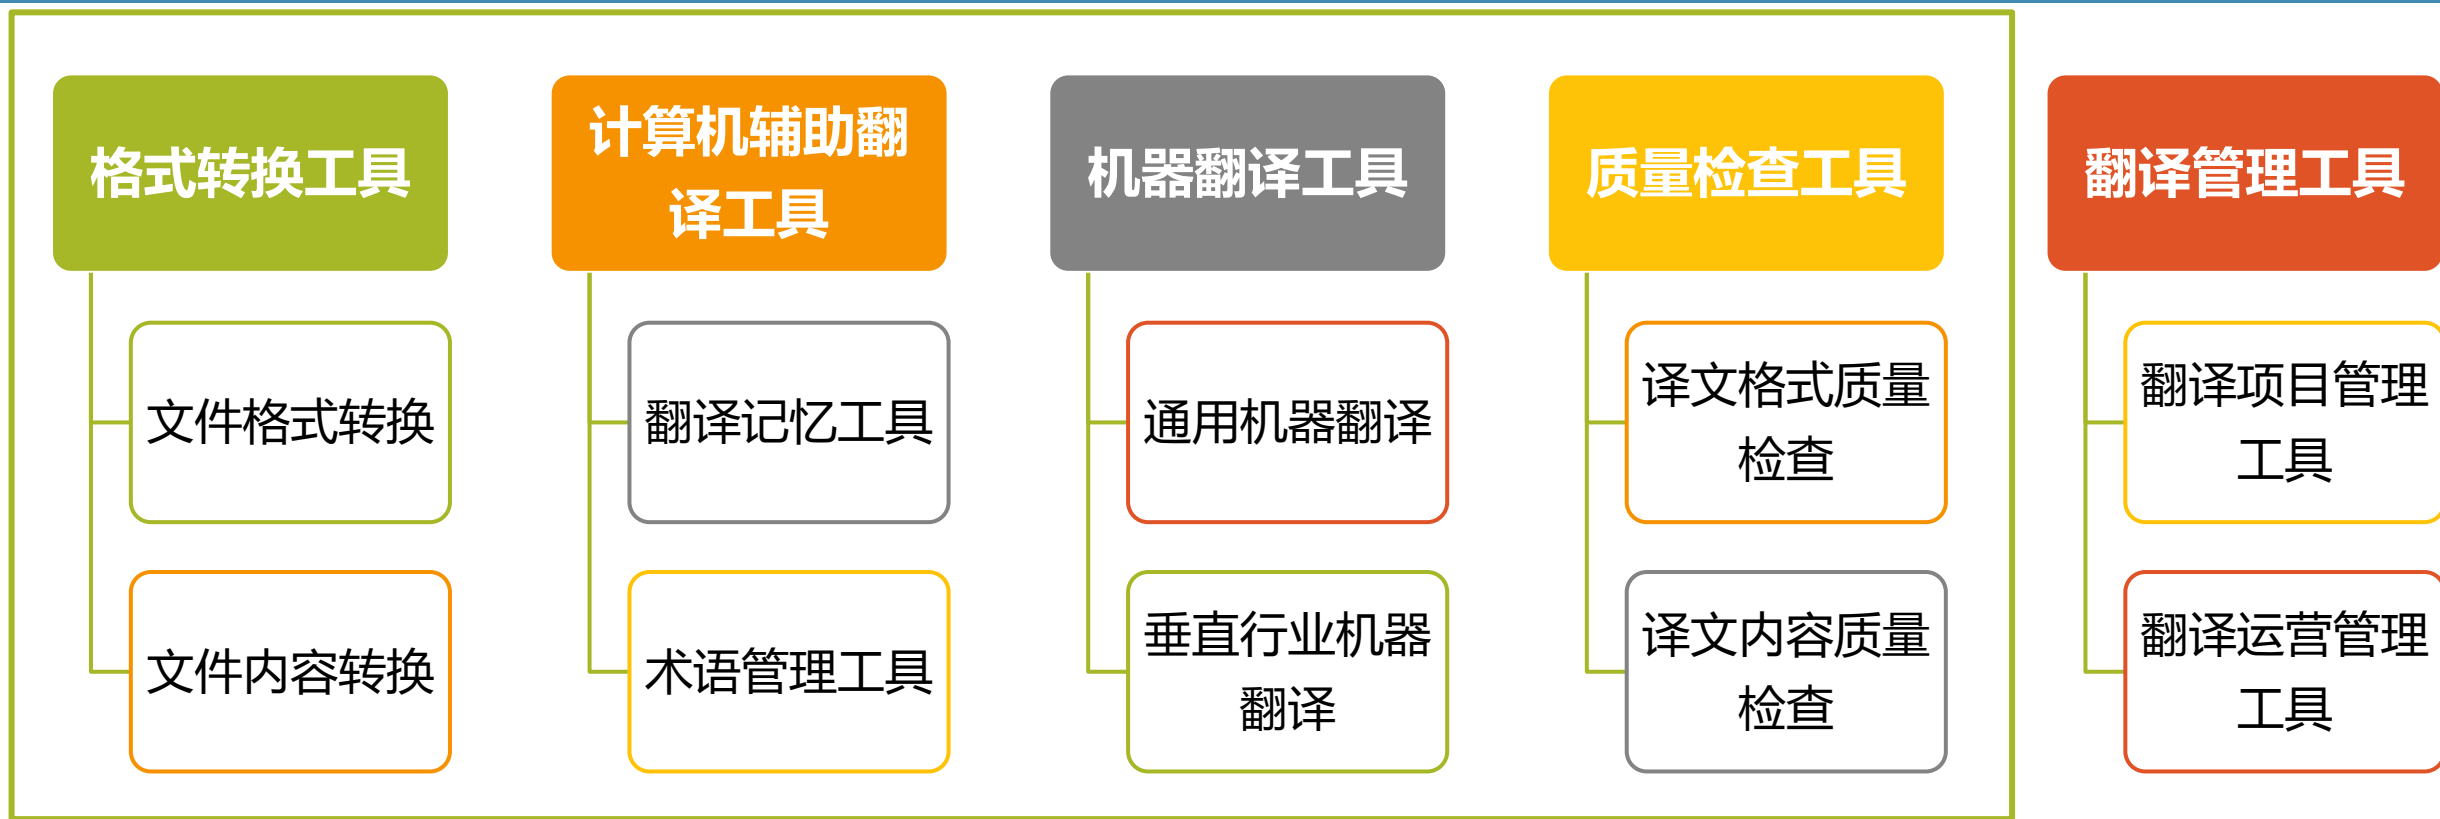 格式转换工具
文件格式转换
文件内容转换
计算机辅助翻
译工具
翻译记忆工具
术语管理工具
机器翻译工具
通用机器翻译
垂直行业机器
翻译
质量检查工具
译文格式质量
检查
译文内容质量
检查
翻译管理工具
翻译项目管理
工具
翻译运营管理
工具